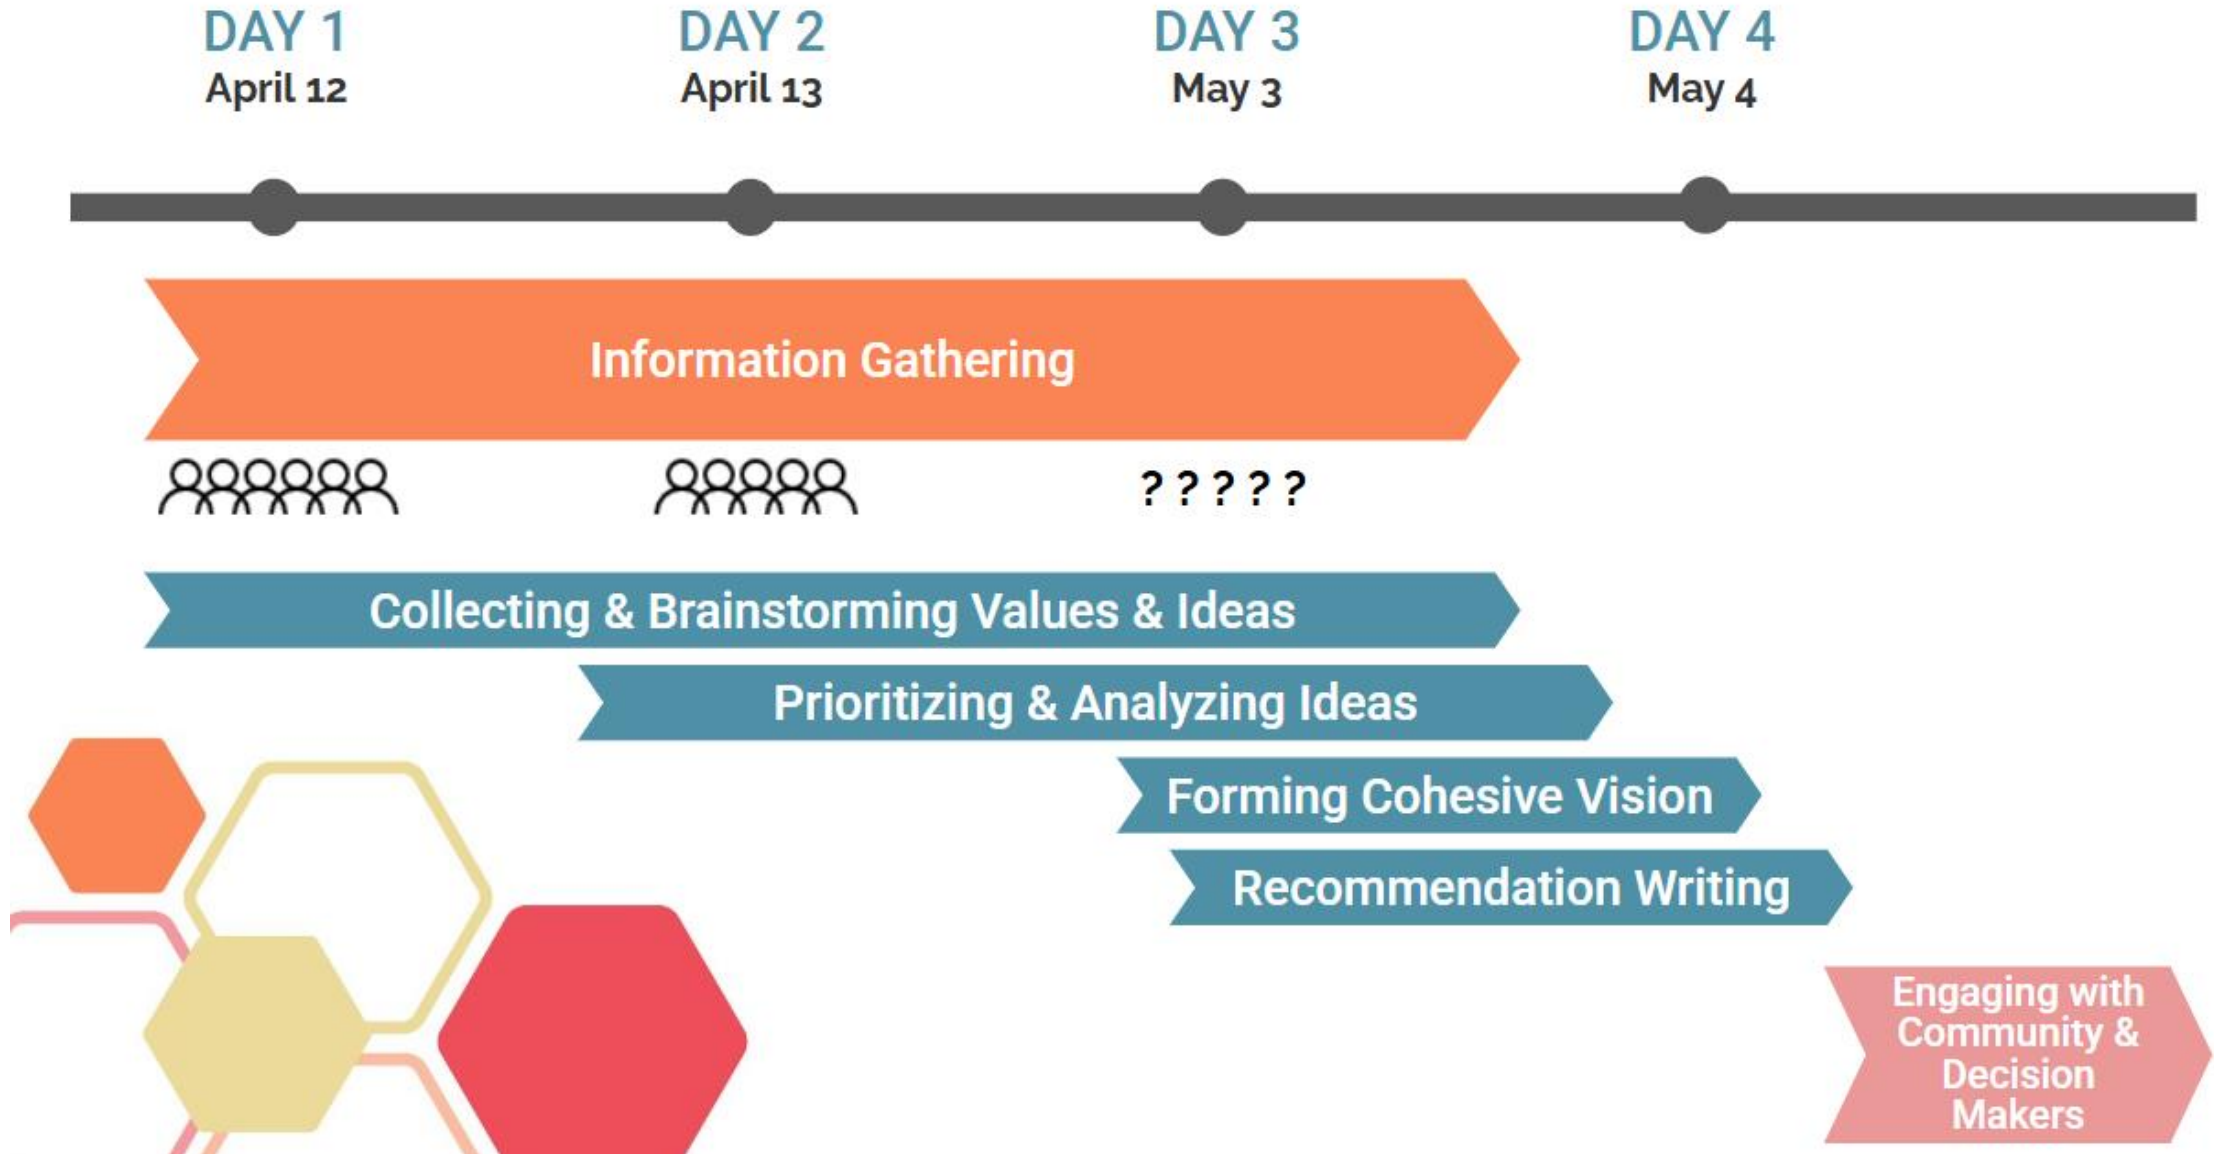 DAY 1
April 12
DAY 2
April 13
DAY 3
May 3
DAY 4
May 4
Information Gathering
? ? ? ? ?
Collecting & Brainstorming Values & Ideas
Prioritizing & Analyzing Ideas
Forming Cohesive Vision
Recommendation Writing
Engaging with
Community &
Decision
Makers